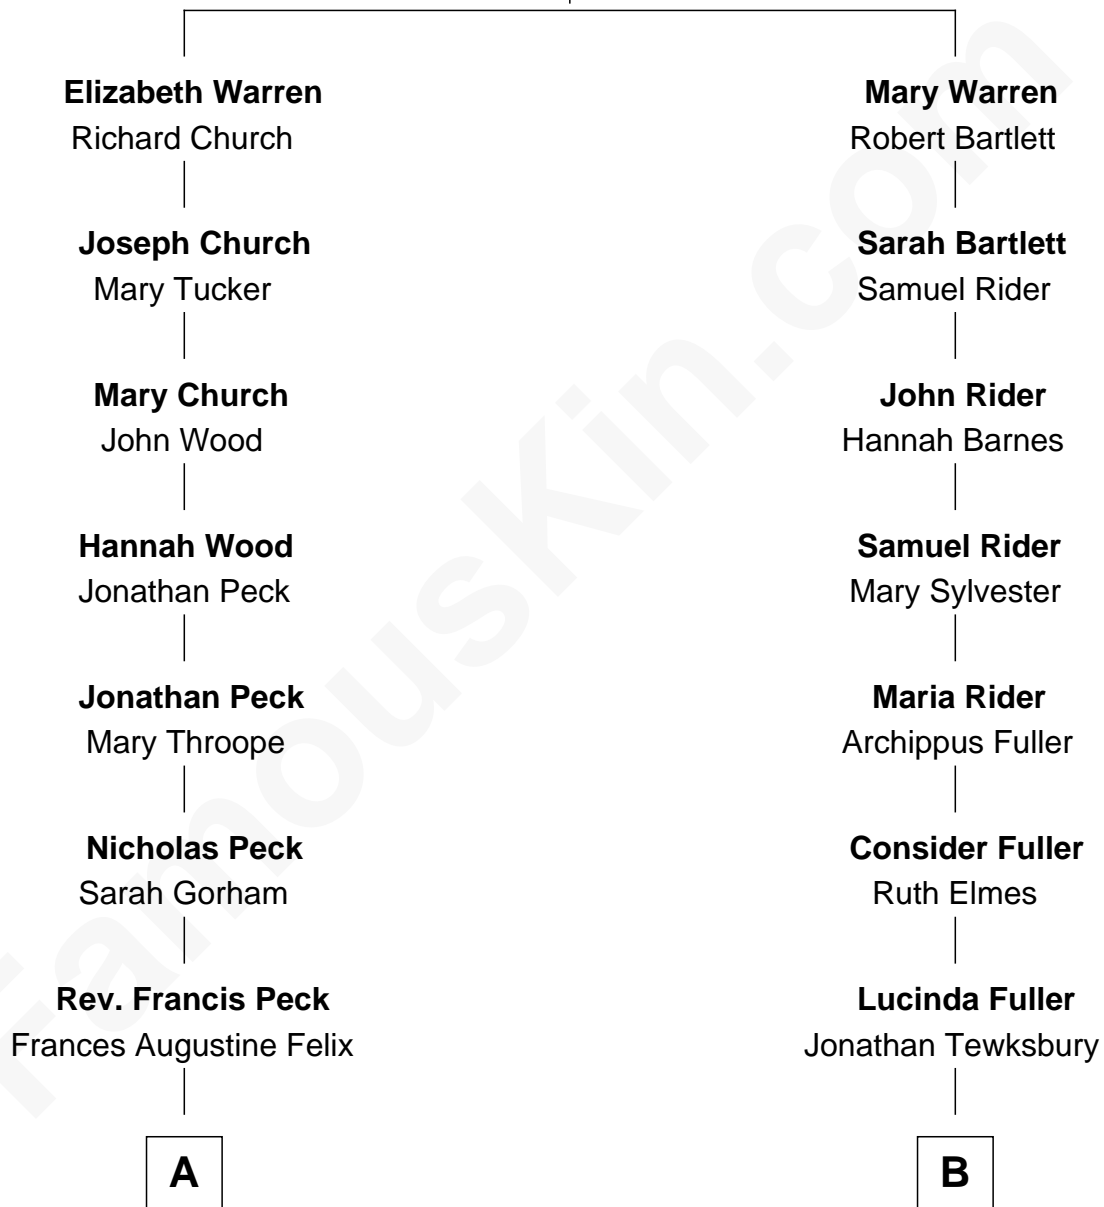 Elizabeth Warren
Richard Church
Joseph Church
Mary Tucker
Mary Church
John Wood
Hannah Wood
Jonathan Peck
Jonathan Peck
Mary Throope
Nicholas Peck
Sarah Gorham
Rev. Francis Peck
Frances Augustine Felix
A
Mary Warren
Robert Bartlett
Sarah Bartlett
Samuel Rider
John Rider
Hannah Barnes
Samuel Rider
Mary Sylvester
Maria Rider
Archippus Fuller
Consider Fuller
Ruth Elmes
Lucinda Fuller
Jonathan Tewksbury
B
FamousKin.com